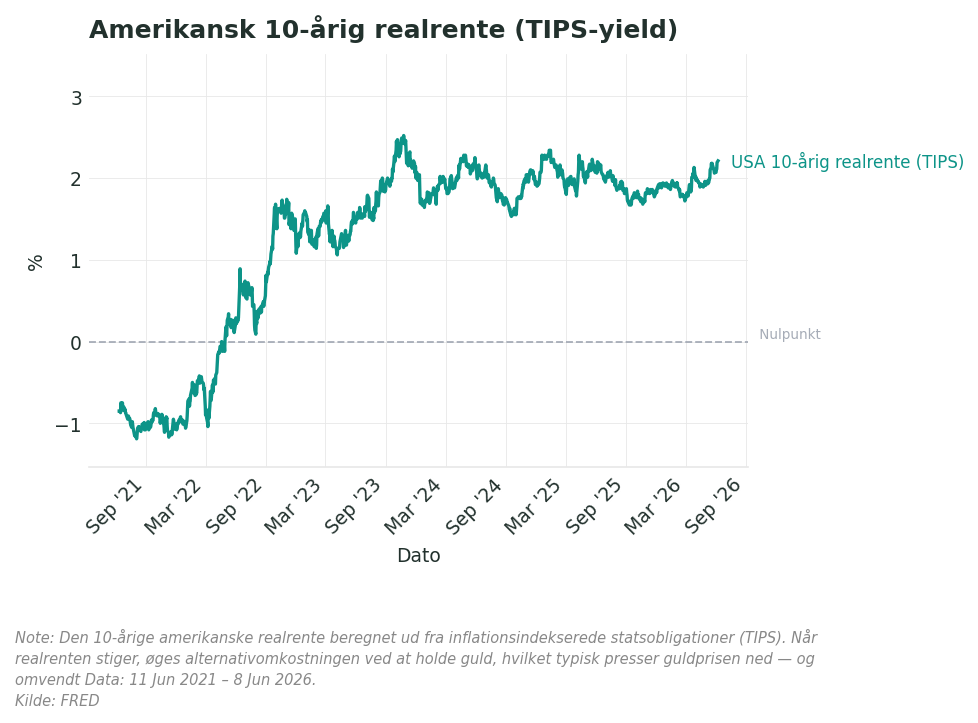 Amerikansk 10-årig realrente (TIPS-yield)
3
2
1
0
−1
%
USA 10-årig realrente (TIPS)
Nulpunkt
Sep '21
Mar '22
Sep '22
Mar '23
Sep '23
Mar '24
Sep '24
Mar '25
Sep '25
Mar '26
Sep '26
Dato
Note: Den 10-årige amerikanske realrente beregnet ud fra inflationsindekserede statsobligationer (TIPS). Når
realrenten stiger, øges alternativomkostningen ved at holde guld, hvilket typisk presser guldprisen ned — og
omvendt Data: 11 Jun 2021 – 8 Jun 2026.
Kilde: FRED